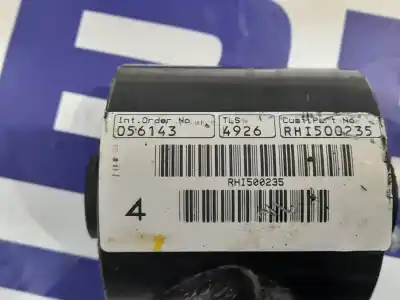 Int.Order No. TLS Cust.Part No.
056143 4926 RHI500235
RHI500235
4